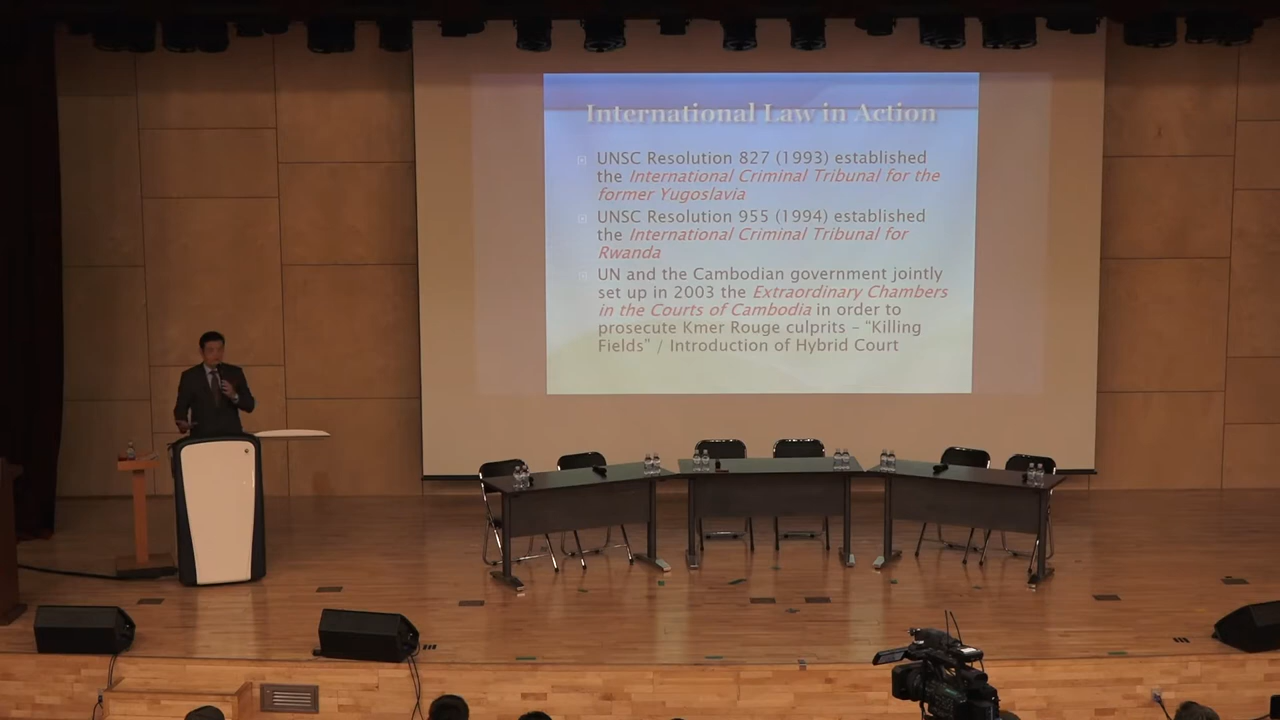 International Law in Action
UNSC Resolution 827 (1993) established
the International Criminal Tribunal for the
former Yugoslavia
UNSC Resolution 955 (1994) established
the International Criminal Tribunal for
Rwanda
UN and the Cambodian government jointly
set up in 2003 the Extraordinary Chambers
in the Courts of Cambodia in order to
prosecute Kmer Rouge culprits – "Killing
Fields" / Introduction of Hybrid Court